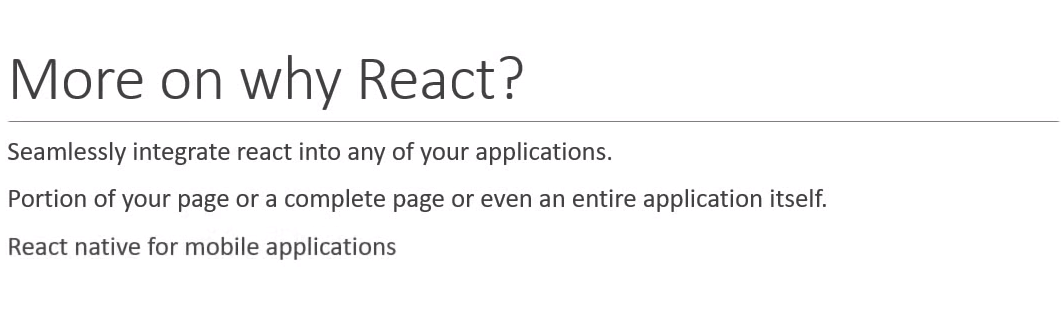 More on why React?
Seamlessly integrate react into any of your applications.
Portion of your page or a complete page or even an entire application itself.
React native for mobile applications